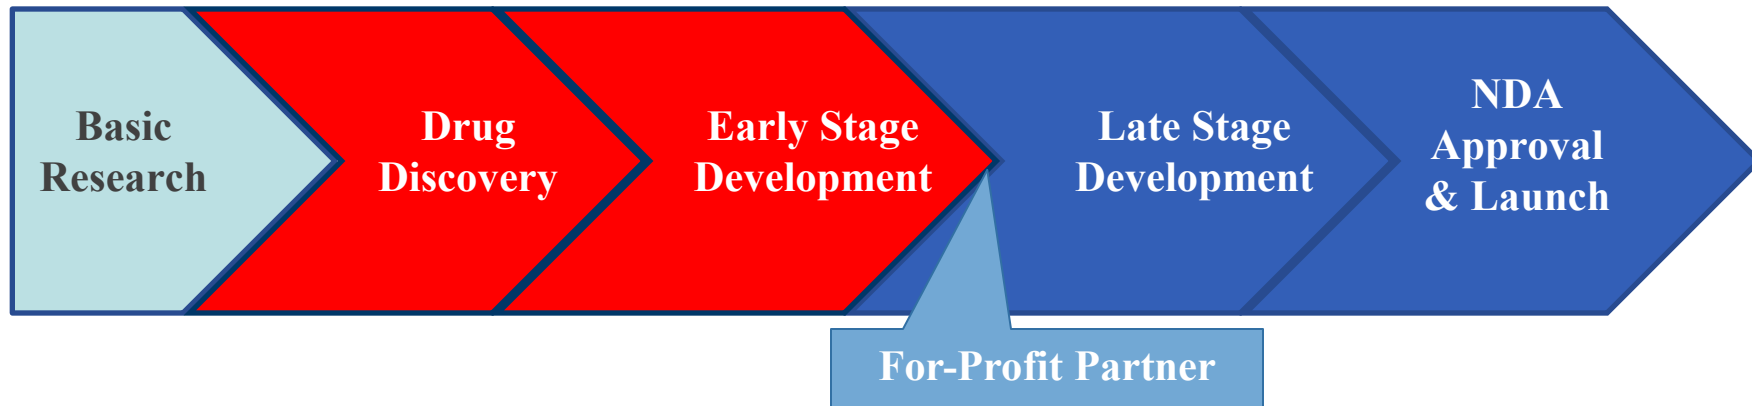 Basic
Research
Drug
Discovery
Early Stage
Development
Late Stage
Development
NDA
Approval
& Launch
For-Profit Partner